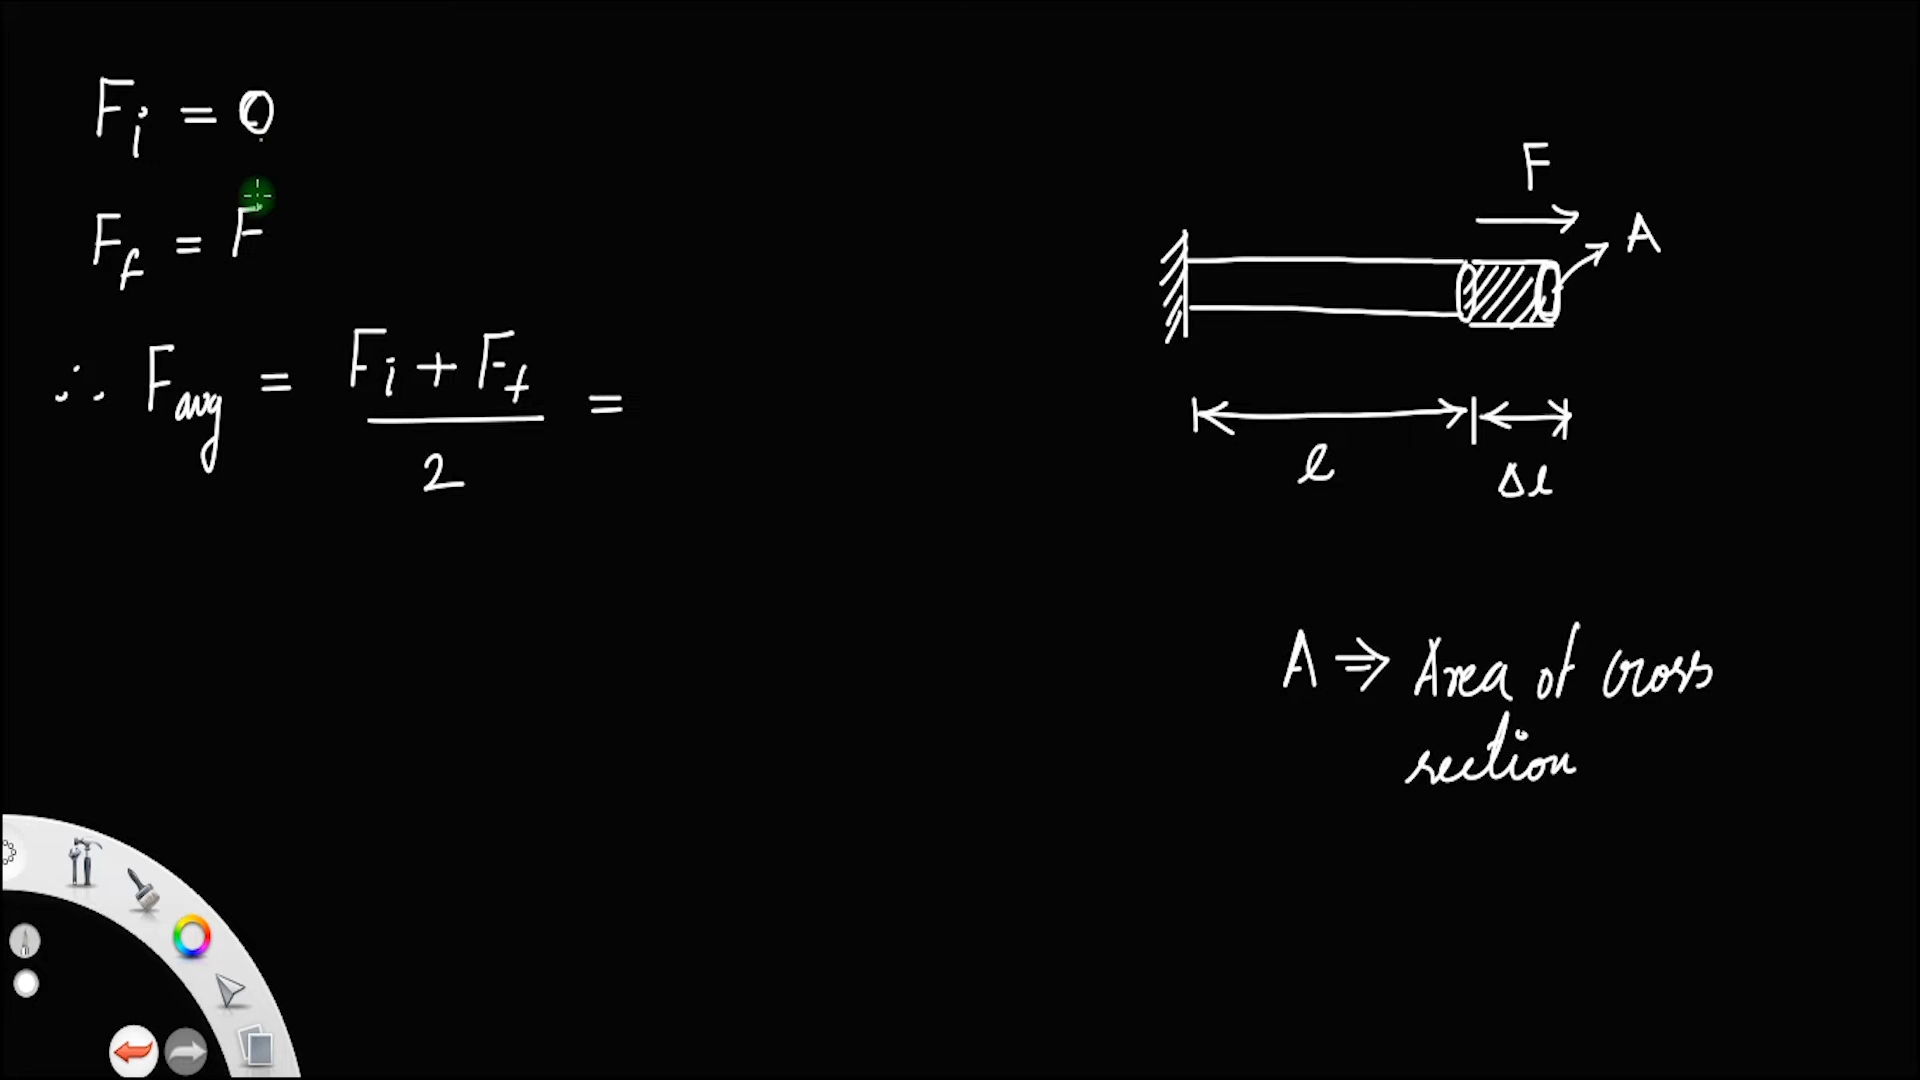 F_i = 0
F_f = F
∴ F_avg = (F_i + F_f) / 2 =
F
A
l
Δl
A ⇒ Area of cross
section